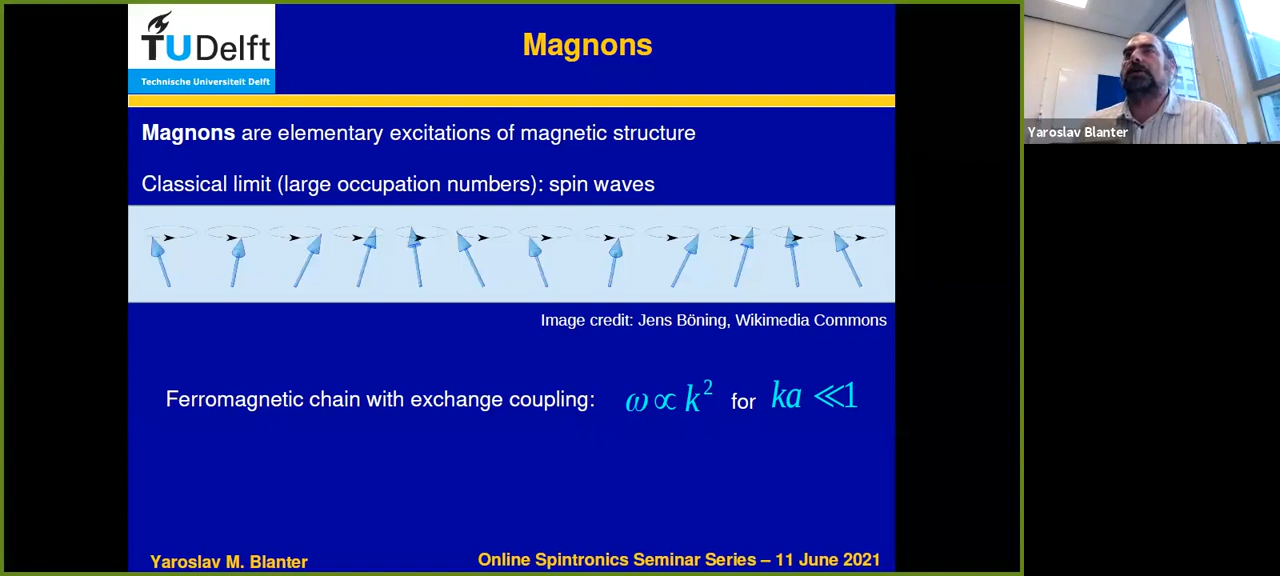 TU Delft
Technische Universiteit Delft
Magnons
Yaroslav Blanter
Magnons are elementary excitations of magnetic structure
Classical limit (large occupation numbers): spin waves
Image credit: Jens Böning, Wikimedia Commons
Ferromagnetic chain with exchange coupling: ω ∝ k² for ka ≪1
Yaroslav M. Blanter
Online Spintronics Seminar Series – 11 June 2021